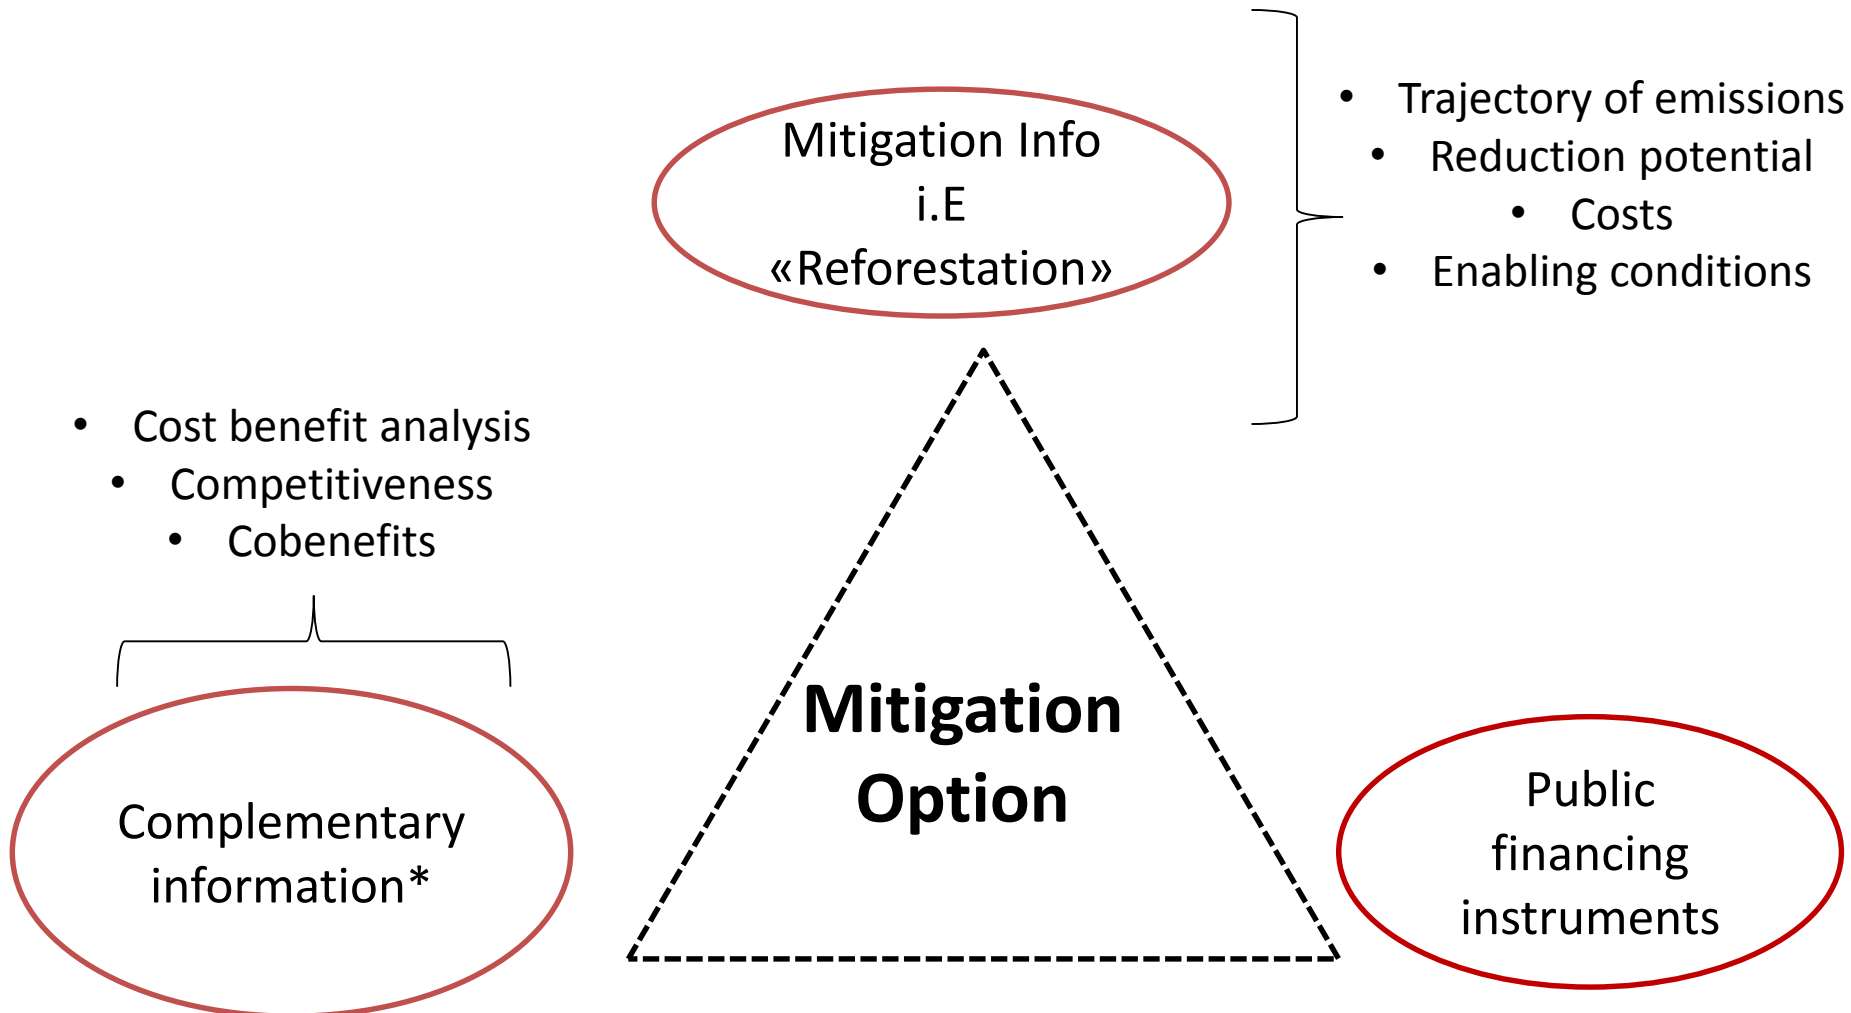 Mitigation Info
i.E
«Reforestation»
• Trajectory of emissions
• Reduction potential
• Costs
• Enabling conditions
• Cost benefit analysis
• Competitiveness
• Cobenefits
Mitigation
Option
Complementary
information*
Public
financing
instruments